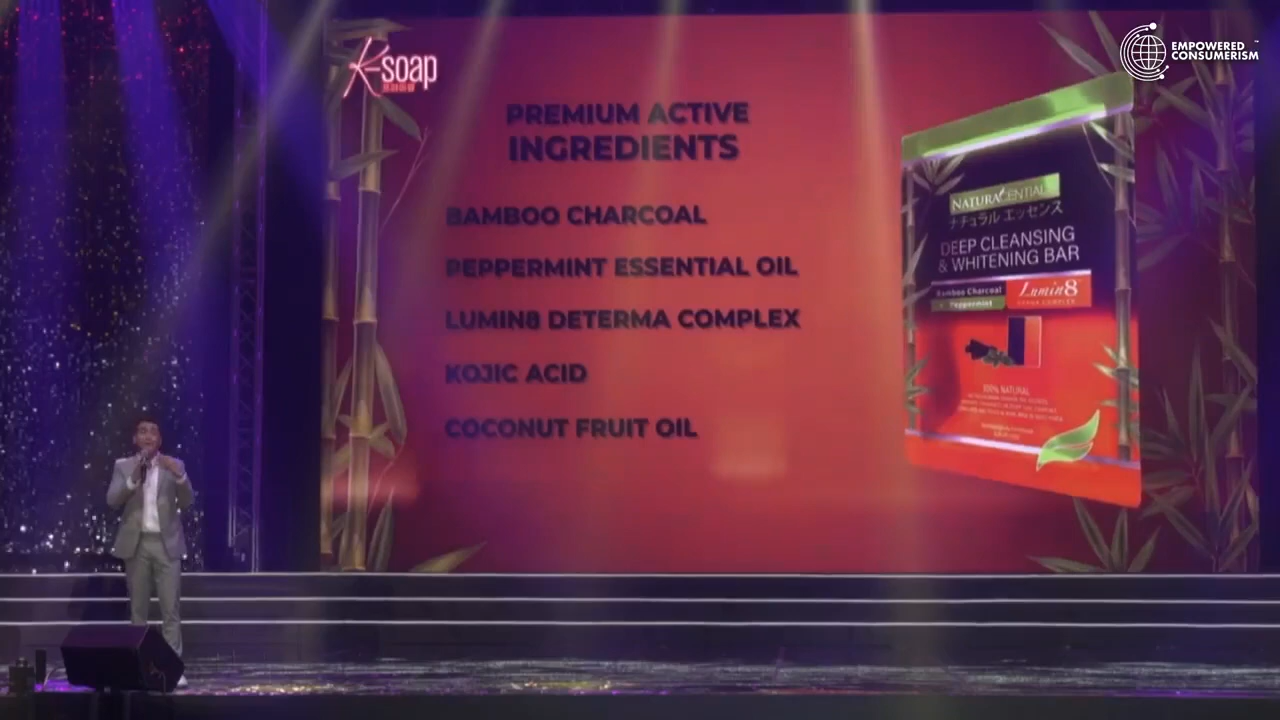 K-soap
PREMIUM ACTIVE
INGREDIENTS
BAMBOO CHARCOAL
PEPPERMINT ESSENTIAL OIL
LUMIN8 DETERMA COMPLEX
KOJIC ACID
COCONUT FRUIT OIL
NATURACENTIAL
ナチュラル エッセンス
DEEP CLEANSING
& WHITENING BAR
Bamboo Charcoal
Peppermint
Lumin8
100% NATURAL
EMPOWERED
CONSUMERISM